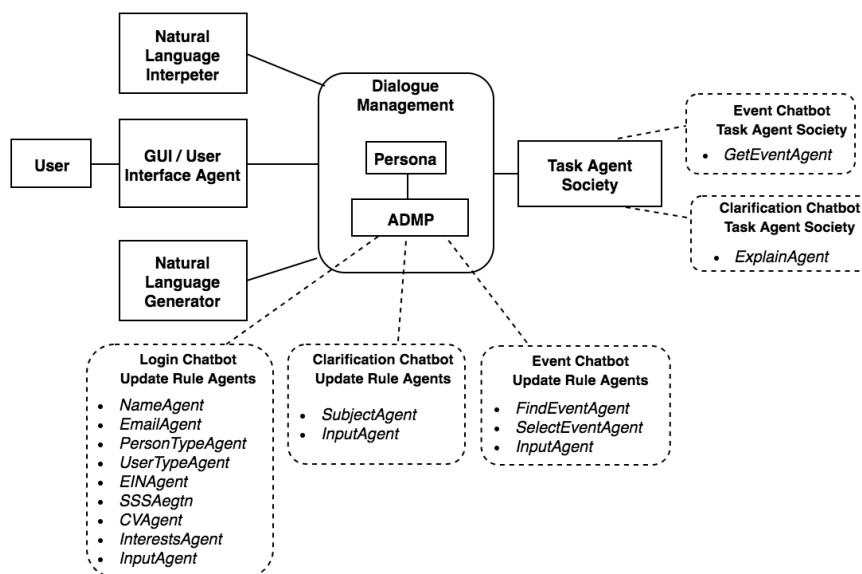 Natural
Language
Interpeter
Dialogue
Management
Event Chatbot
Task Agent Society
• GetEventAgent
User
GUI / User
Interface Agent
Persona
Task Agent
Society
ADMP
Clarification Chatbot
Task Agent Society
• ExplainAgent
Natural
Language
Generator
Login Chatbot
Update Rule Agents
• NameAgent
• EmailAgent
• PersonTypeAgent
• UserTypeAgent
• EINAgent
• SSSAegtn
• CVAgent
• InterestsAgent
• InputAgent
Clarification Chatbot
Update Rule Agents
• SubjectAgent
• InputAgent
Event Chatbot
Update Rule Agents
• FindEventAgent
• SelectEventAgent
• InputAgent